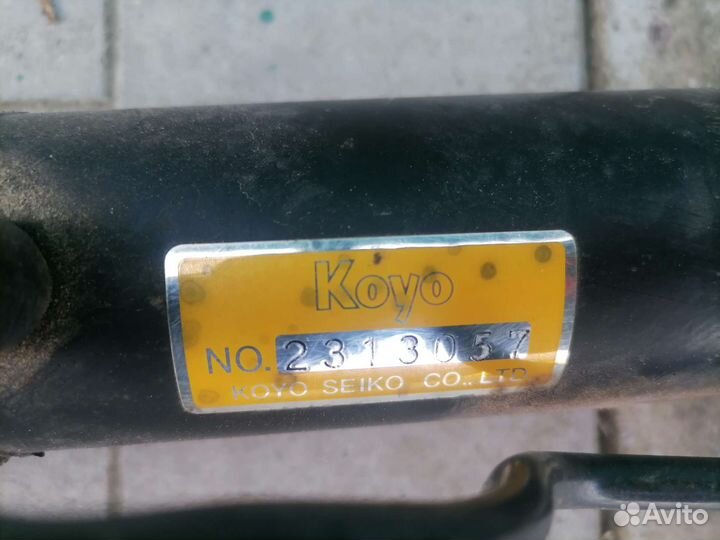 Koyo
NO. 2313057
KOYO SEIKO CO., LTD.
Avito